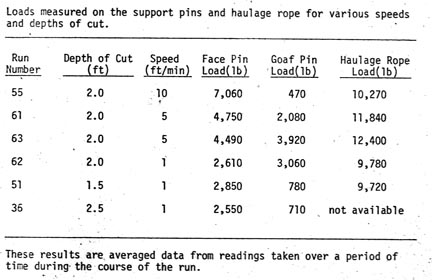 Loads measured on the support pins and haulage rope for various speeds
and depths of cut.
Run Number Depth of Cut (ft) Speed (ft/min) Face Pin Load(lb) Goaf Pin Load(lb) Haulage Rope Load(lb)
55 2.0 10 7,060 470 10,270
61 2.0 5 4,750 2,080 11,840
63 2.0 5 4,490 3,920 12,400
62 2.0 1 2,610 3,060 9,780
51 1.5 1 2,850 780 9,720
36 2.5 1 2,550 710 not available
These results are averaged data from readings taken over a period of
time during the course of the run.